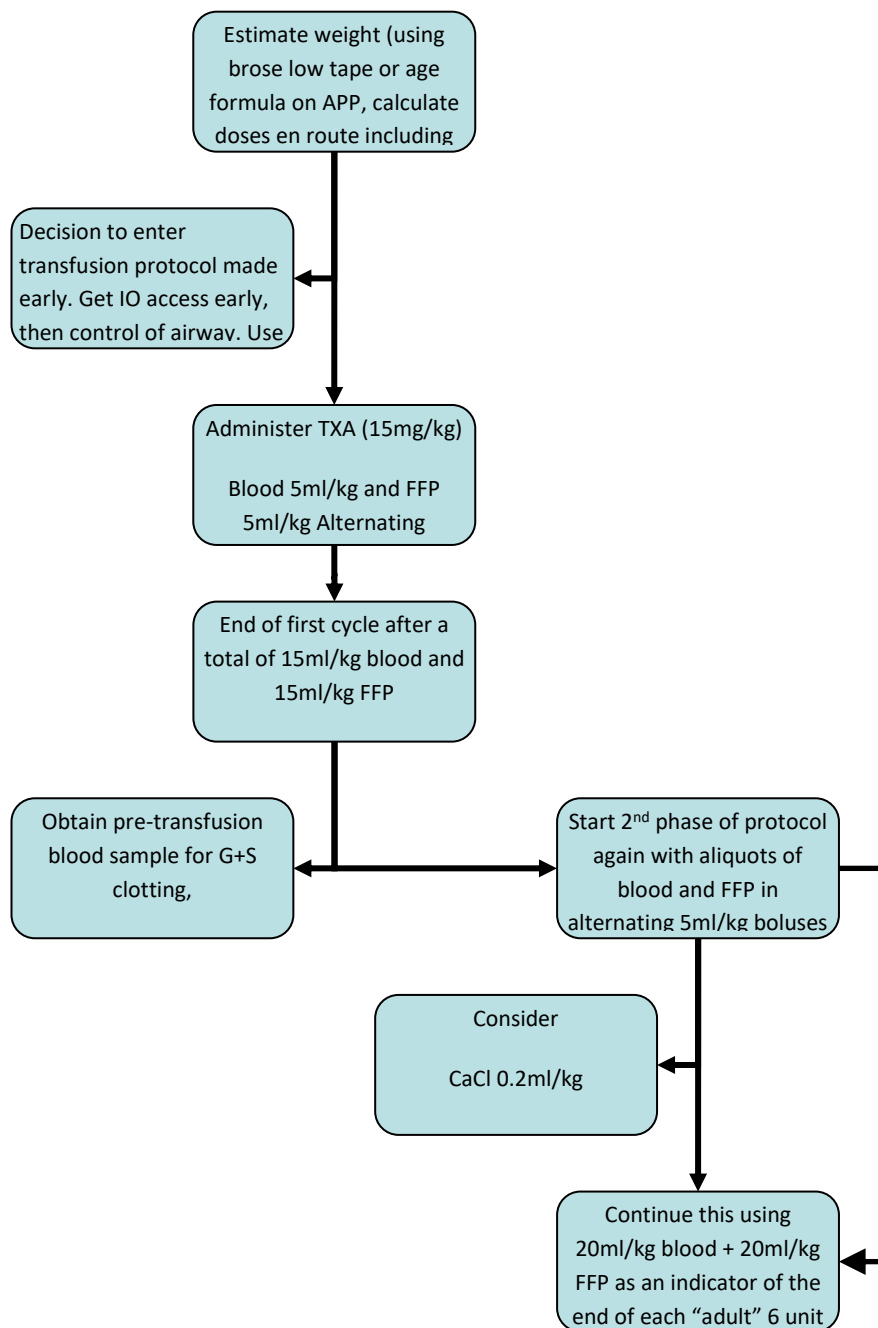 Estimate weight (using
brose low tape or age
formula on APP, calculate
doses en route including
Decision to enter
transfusion protocol made
early. Get IO access early,
then control of airway. Use
Administer TXA (15mg/kg)
Blood 5ml/kg and FFP
5ml/kg Alternating
End of first cycle after a
total of 15ml/kg blood and
15ml/kg FFP
Obtain pre-transfusion
blood sample for G+S
clotting,
Start 2nd phase of protocol
again with aliquots of
blood and FFP in
alternating 5ml/kg boluses
Consider
CaCl 0.2ml/kg
Continue this using
20ml/kg blood + 20ml/kg
FFP as an indicator of the
end of each “adult” 6 unit